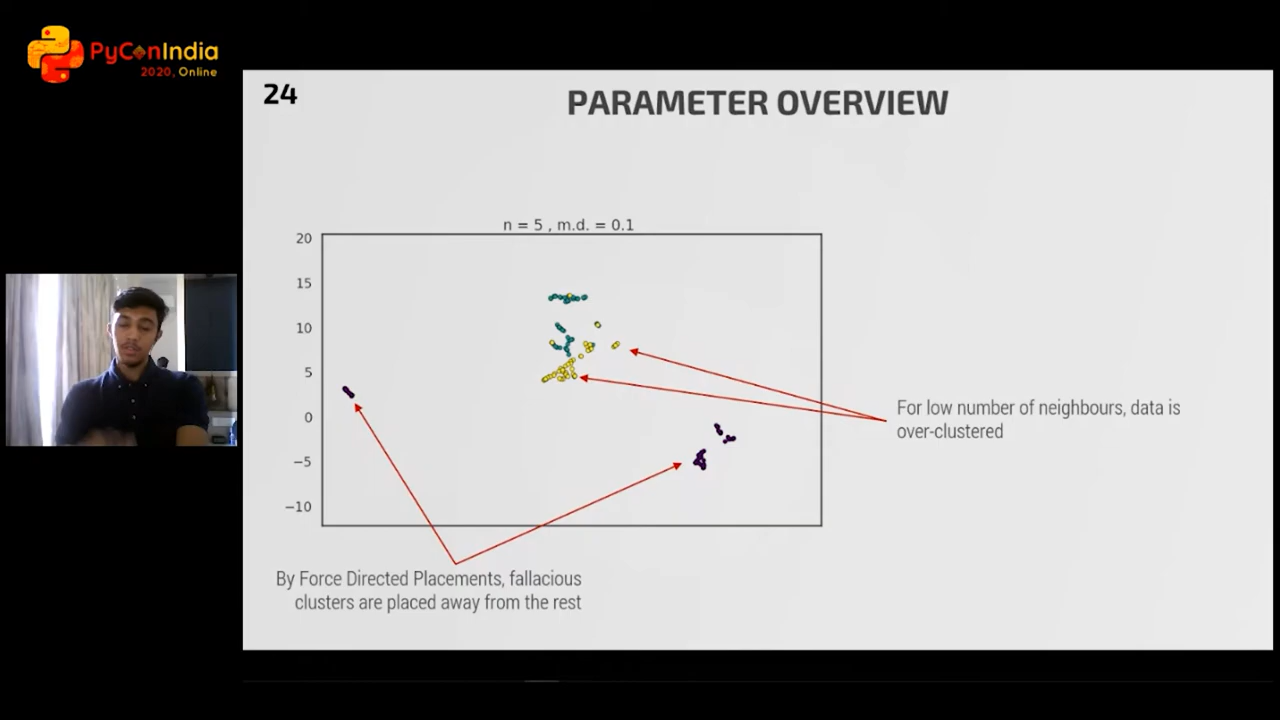 PyConIndia
2020, Online
24
PARAMETER OVERVIEW
n = 5 , m.d. = 0.1
20
15
10
5
0
−5
−10
For low number of neighbours, data is
over-clustered
By Force Directed Placements, fallacious
clusters are placed away from the rest